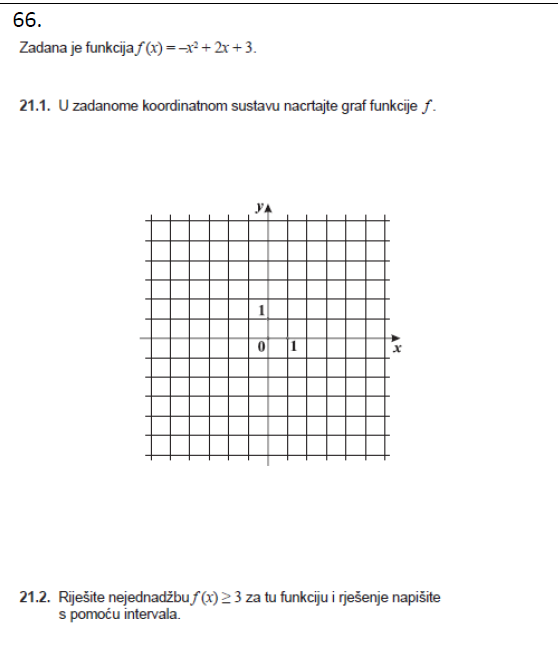 66.
Zadana je funkcija f (x) = –x² + 2x + 3.
21.1. U zadanome koordinatnom sustavu nacrtajte graf funkcije f.
y
1
0 1
x
21.2. Riješite nejednadžbu f (x) ≥ 3 za tu funkciju i rješenje napišite
s pomoću intervala.